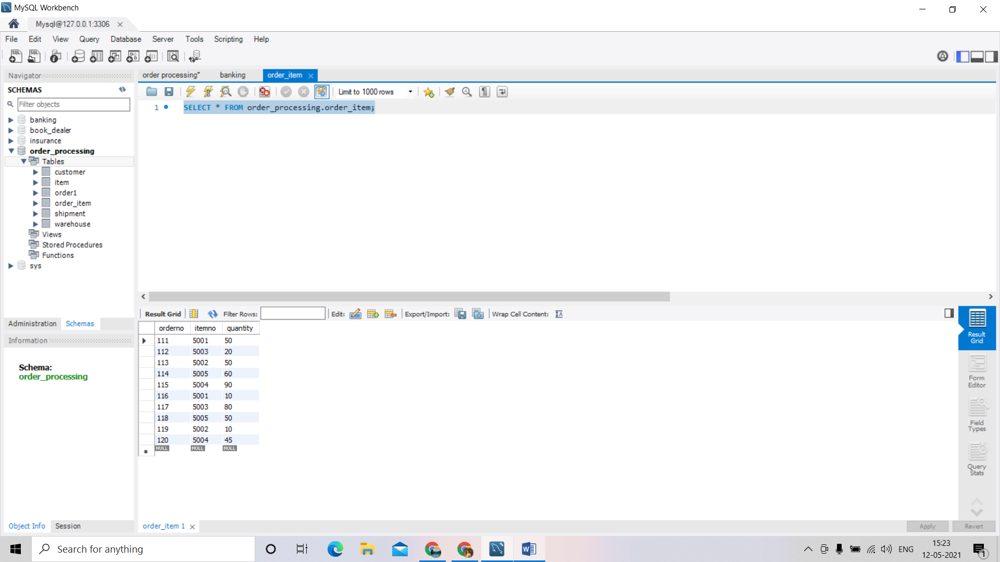 MySQL Workbench
Mysql@127.0.0.1:3306
File Edit View Query Database Server Tools Scripting Help
Navigator
SCHEMAS
Filter objects
banking
book_dealer
insurance
order_processing
Tables
customer
item
order1
order_item
shipment
warehouse
Views
Stored Procedures
Functions
sys
Administration Schemas
Information
Schema:
order_processing
Object Info Session
order processing* banking order_item
Limit to 1000 rows
1 SELECT * FROM order_processing.order_item;
Result Grid Filter Rows: Edit: Export/Import: Wrap Cell Content:
orderno itemno quantity
111 5001 50
112 5003 20
113 5002 50
114 5005 60
115 5004 90
116 5001 10
117 5003 80
118 5005 50
119 5002 10
120 5004 45
NULL NULL NULL
Result
Grid
Form
Editor
Field
Types
Query
Stats
order_item 1
Apply Revert
Search for anything
ENG
15:23
12-05-2021
1